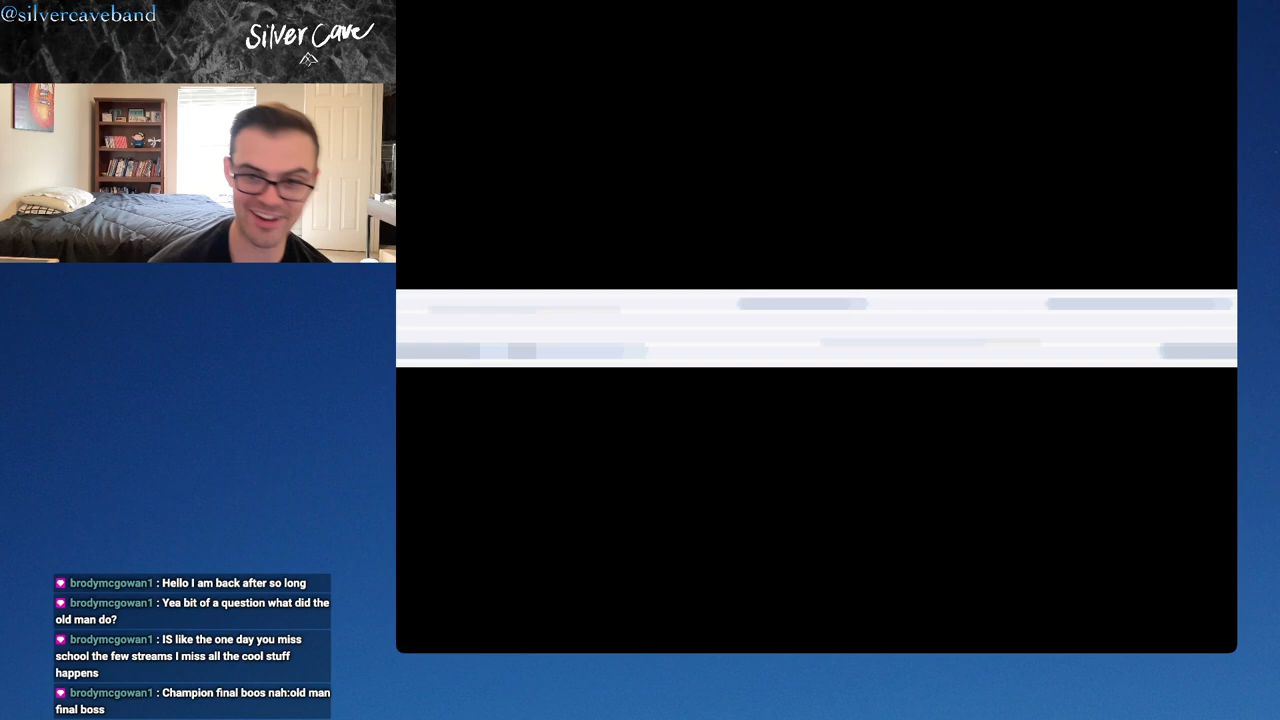 @silvercaveband
Silver Cave
brodymcgowan1 : Hello I am back after so long
brodymcgowan1 : Yea bit of a question what did the
old man do?
brodymcgowan1 : IS like the one day you miss
school the few streams I miss all the cool stuff
happens
brodymcgowan1 : Champion final boos nah:old man
final boss